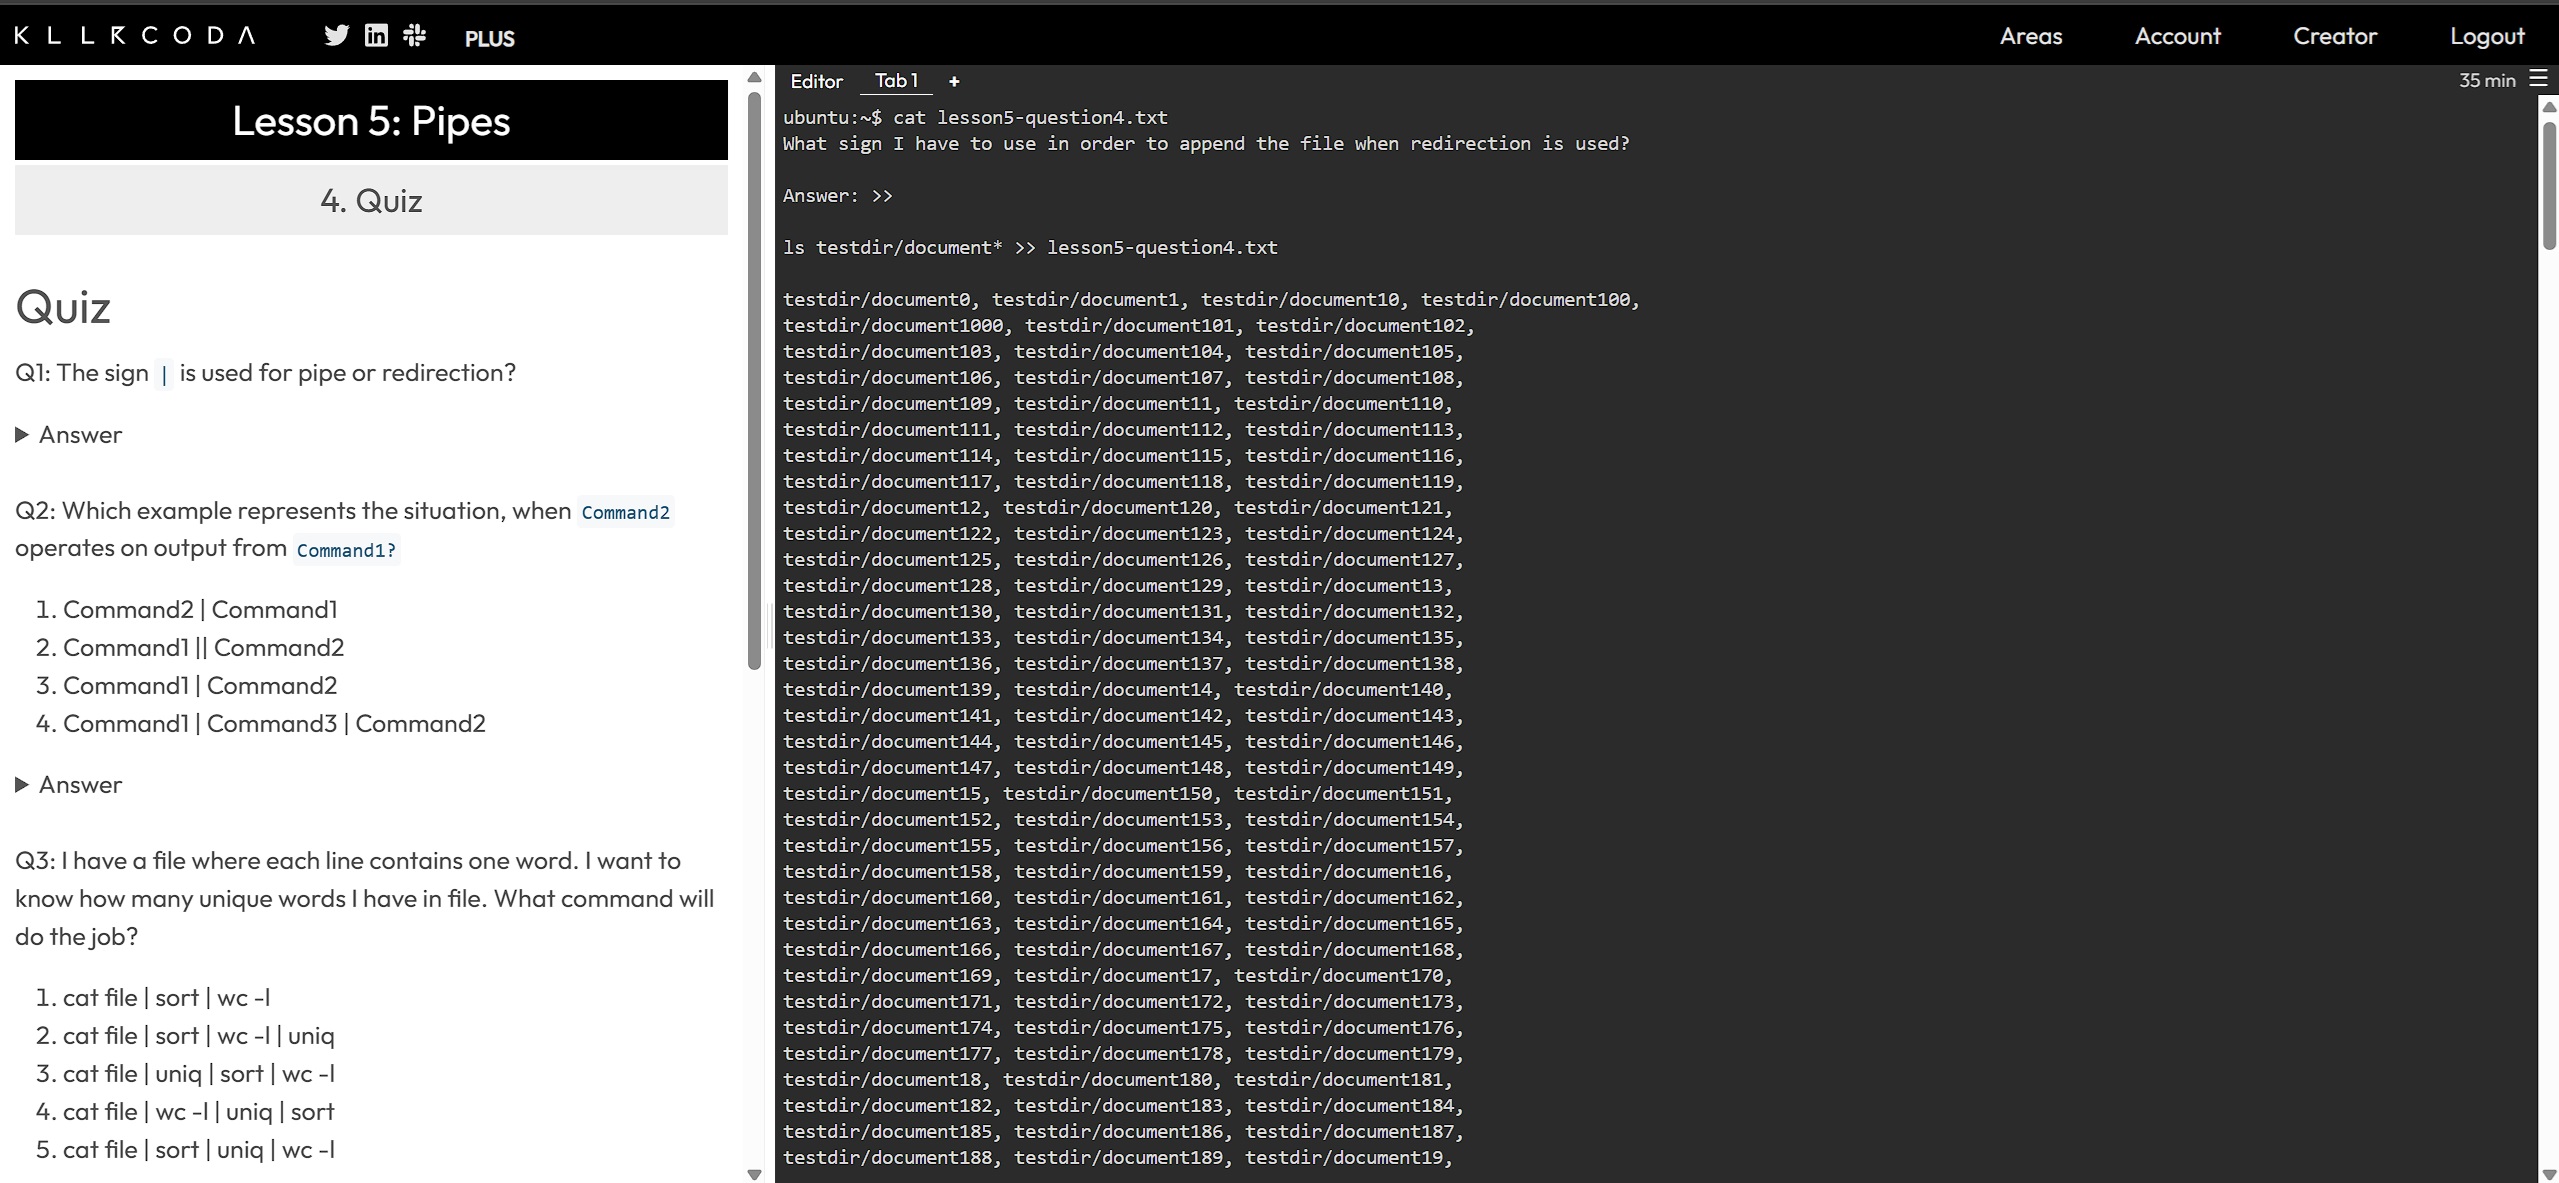 KLLRCODA PLUS Areas Account Creator Logout
Lesson 5: Pipes
4. Quiz
Quiz
Q1: The sign | is used for pipe or redirection?
▶ Answer
Q2: Which example represents the situation, when Command2
operates on output from Command1?
1. Command2 | Command1
2. Command1 || Command2
3. Command1 | Command2
4. Command1 | Command3 | Command2
▶ Answer
Q3: I have a file where each line contains one word. I want to
know how many unique words I have in file. What command will
do the job?
1. cat file | sort | wc -l
2. cat file | sort | wc -l | uniq
3. cat file | uniq | sort | wc -l
4. cat file | wc -l | uniq | sort
5. cat file | sort | uniq | wc -l
Editor Tab 1 + 35 min
ubuntu:~$ cat lesson5-question4.txt
What sign I have to use in order to append the file when redirection is used?
Answer: >>
ls testdir/document* >> lesson5-question4.txt
testdir/document0, testdir/document1, testdir/document10, testdir/document100,
testdir/document1000, testdir/document101, testdir/document102,
testdir/document103, testdir/document104, testdir/document105,
testdir/document106, testdir/document107, testdir/document108,
testdir/document109, testdir/document11, testdir/document110,
testdir/document111, testdir/document112, testdir/document113,
testdir/document114, testdir/document115, testdir/document116,
testdir/document117, testdir/document118, testdir/document119,
testdir/document12, testdir/document120, testdir/document121,
testdir/document122, testdir/document123, testdir/document124,
testdir/document125, testdir/document126, testdir/document127,
testdir/document128, testdir/document129, testdir/document13,
testdir/document130, testdir/document131, testdir/document132,
testdir/document133, testdir/document134, testdir/document135,
testdir/document136, testdir/document137, testdir/document138,
testdir/document139, testdir/document14, testdir/document140,
testdir/document141, testdir/document142, testdir/document143,
testdir/document144, testdir/document145, testdir/document146,
testdir/document147, testdir/document148, testdir/document149,
testdir/document15, testdir/document150, testdir/document151,
testdir/document152, testdir/document153, testdir/document154,
testdir/document155, testdir/document156, testdir/document157,
testdir/document158, testdir/document159, testdir/document16,
testdir/document160, testdir/document161, testdir/document162,
testdir/document163, testdir/document164, testdir/document165,
testdir/document166, testdir/document167, testdir/document168,
testdir/document169, testdir/document17, testdir/document170,
testdir/document171, testdir/document172, testdir/document173,
testdir/document174, testdir/document175, testdir/document176,
testdir/document177, testdir/document178, testdir/document179,
testdir/document18, testdir/document180, testdir/document181,
testdir/document182, testdir/document183, testdir/document184,
testdir/document185, testdir/document186, testdir/document187,
testdir/document188, testdir/document189, testdir/document19,